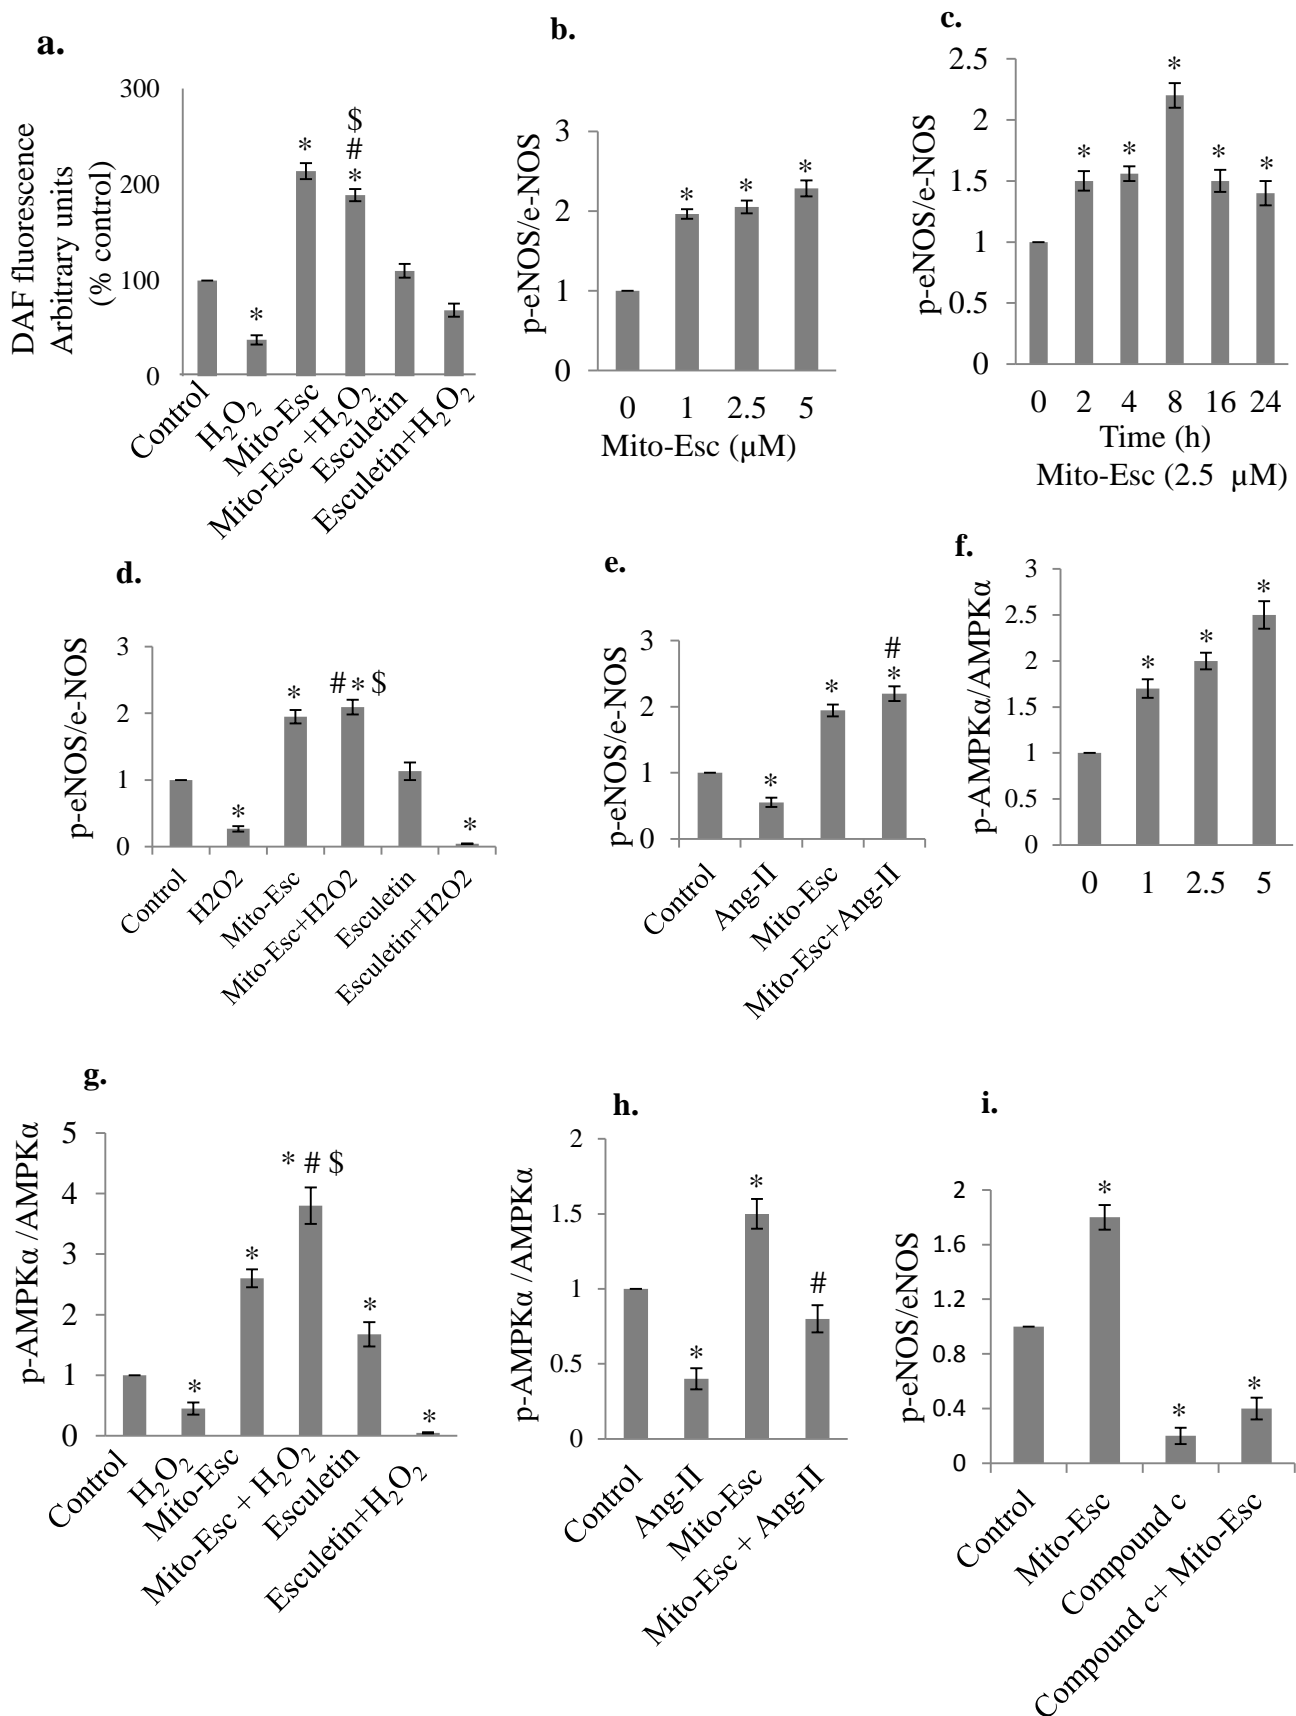 a.
DAF fluorescence
Arbitrary units
(% control)
300
200
100
0
*
*
$
#
*
Control
H₂O₂
Mito-Esc
Mito-Esc +H₂O₂
Esculetin
Esculetin+H₂O₂
b.
p-eNOS/e-NOS
3
2
1
0
*
*
*
0 1 2.5 5
Mito-Esc (µM)
c.
p-eNOS/e-NOS
2.5
2
1.5
1
0.5
0
*
*
*
*
*
0 2 4 8 16 24
Time (h)
Mito-Esc (2.5 µM)
d.
p-eNOS/e-NOS
3
2
1
0
*
*
# * $
*
Control
H2O2
Mito-Esc
Mito-Esc+H2O2
Esculetin
Esculetin+H2O2
e.
p-eNOS/e-NOS
3
2
1
0
*
*
#
*
Control
Ang-II
Mito-Esc
Mito-Esc+Ang-II
f.
p-AMPKα/AMPKα
3
2.5
2
1.5
1
0.5
0
*
*
*
0 1 2.5 5
g.
p-AMPKα /AMPKα
5
4
3
2
1
0
*
*
* # $
*
*
Control
H₂O₂
Mito-Esc
Mito-Esc + H₂O₂
Esculetin
Esculetin+H₂O₂
h.
p-AMPKα /AMPKα
2
1.5
1
0.5
0
*
*
#
Control
Ang-II
Mito-Esc
Mito-Esc + Ang-II
i.
p-eNOS/eNOS
2
1.6
1.2
0.8
0.4
0
*
*
*
Control
Mito-Esc
Compound c
Compound c+ Mito-Esc